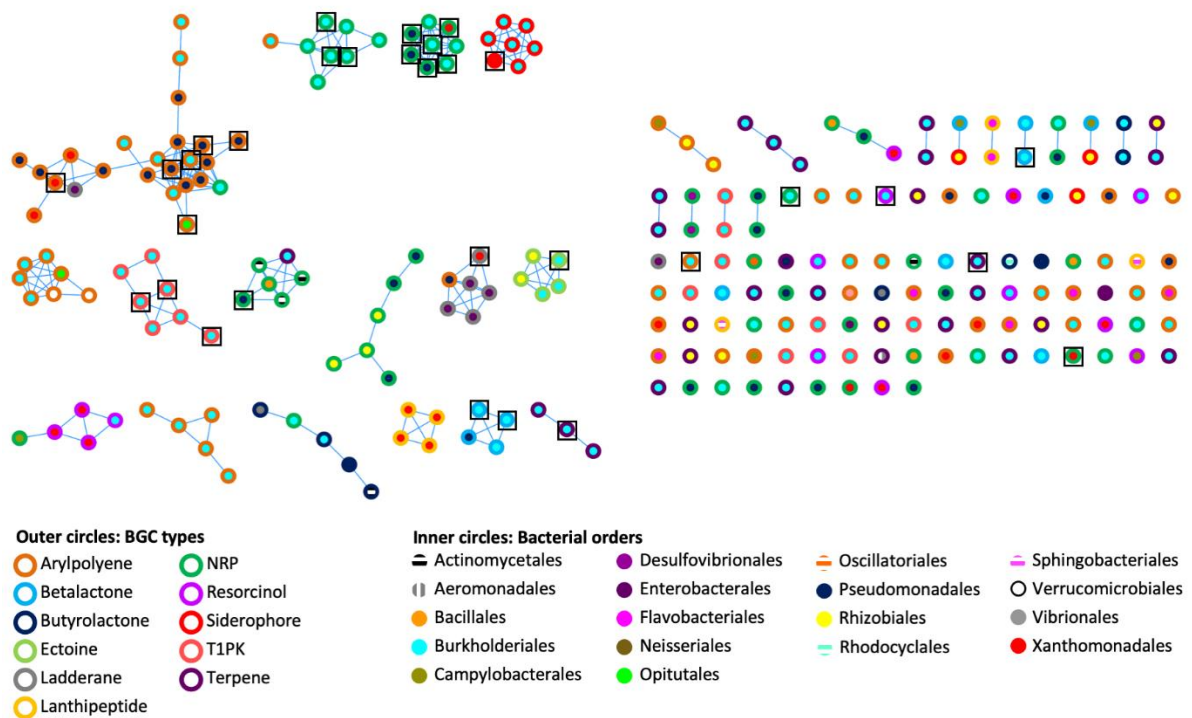 Outer circles: BGC types
Arylpolyene
Betalactone
Butyrolactone
Ectoine
Ladderane
Lanthipeptide
NRP
Resorcinol
Siderophore
T1PK
Terpene
Inner circles: Bacterial orders
Actinomycetales
Aeromonadales
Bacillales
Burkholderiales
Campylobacterales
Desulfovibrionales
Enterobacterales
Flavobacteriales
Neisseriales
Opitutales
Oscillatoriales
Pseudomonadales
Rhizobiales
Rhodocyclales
Sphingobacteriales
Verrucomicrobiales
Vibrionales
Xanthomonadales